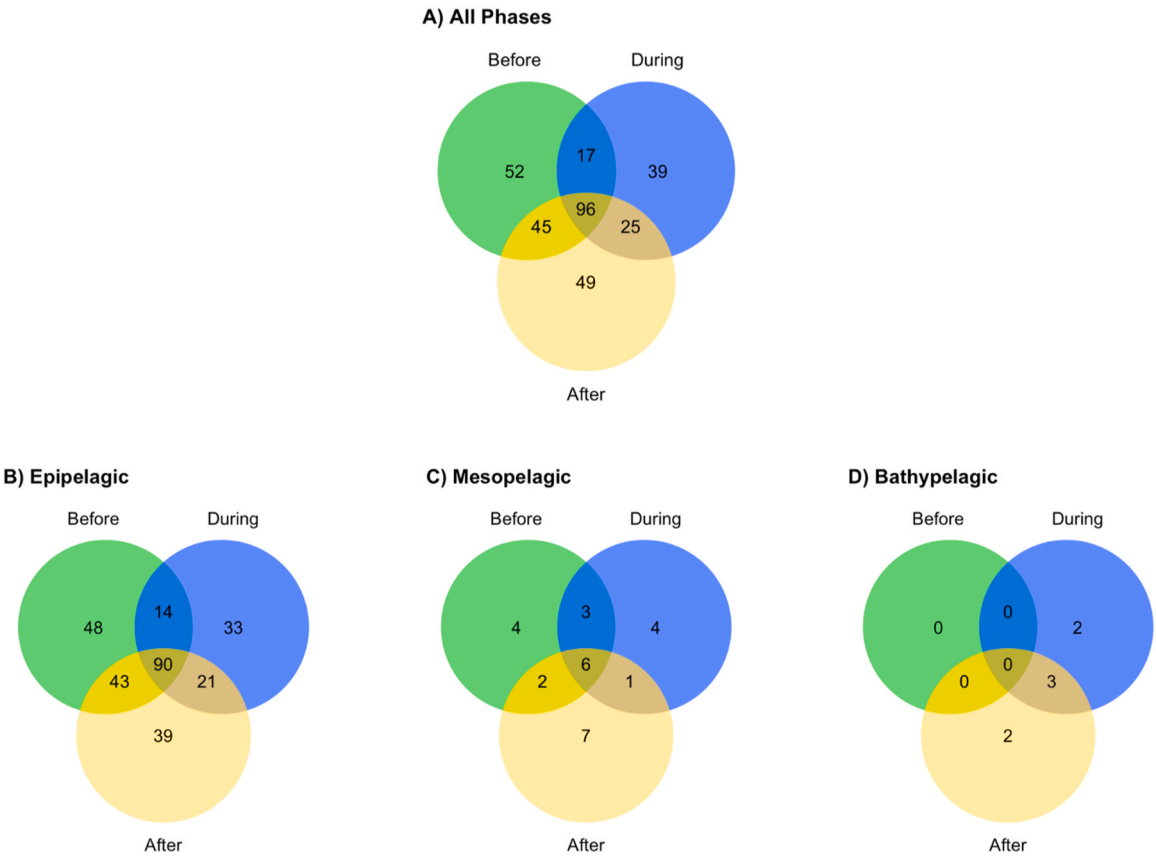 A) All Phases
Before During
17
52 39
96
45 25
49
After
B) Epipelagic
Before During
14
48 33
90
43 21
39
After
C) Mesopelagic
Before During
3
4 4
6
2 1
7
After
D) Bathypelagic
Before During
0
0 2
0
0 3
2
After